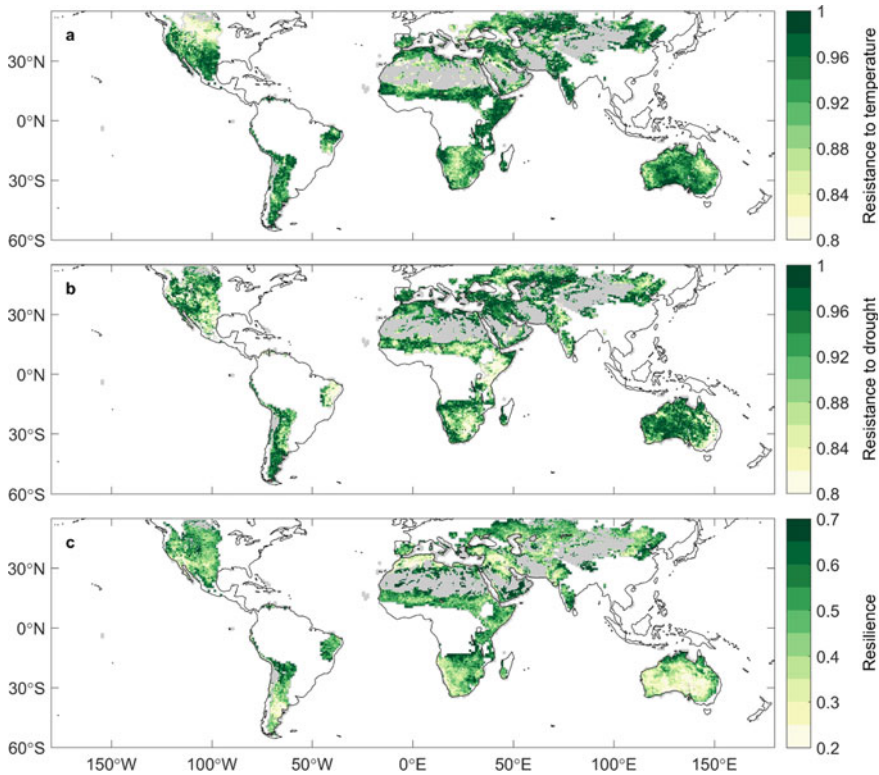 a
30°N
0°N
30°S
60°S
1
0.96
0.92
0.88
0.84
0.8
Resistance to temperature
b
30°N
0°N
30°S
60°S
1
0.96
0.92
0.88
0.84
0.8
Resistance to drought
c
30°N
0°N
30°S
60°S
0.7
0.6
0.5
0.4
0.3
0.2
Resilience
150°W
100°W
50°W
0°E
50°E
100°E
150°E